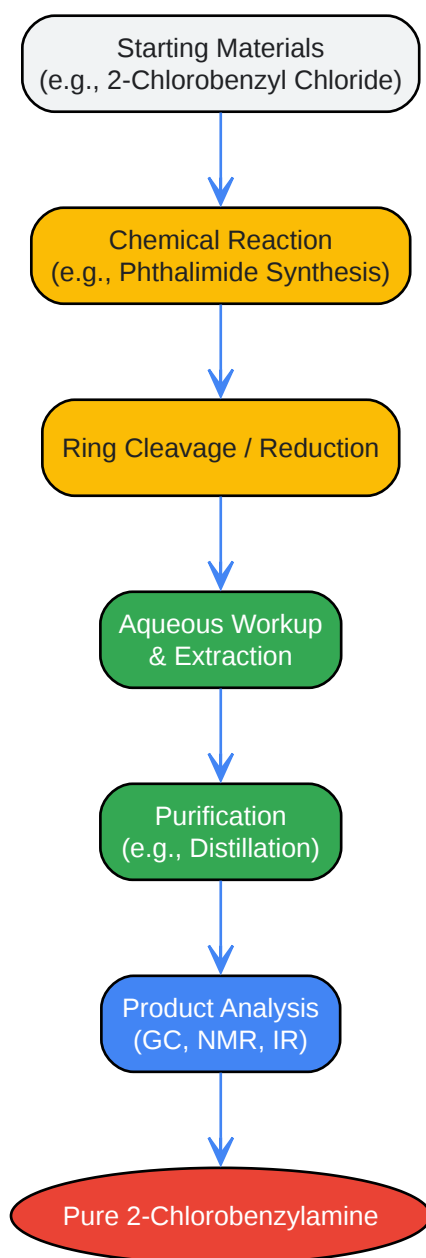 Starting Materials
(e.g., 2-Chlorobenzyl Chloride)
Chemical Reaction
(e.g., Phthalimide Synthesis)
Ring Cleavage / Reduction
Aqueous Workup
& Extraction
Purification
(e.g., Distillation)
Product Analysis
(GC, NMR, IR)
Pure 2-Chlorobenzylamine